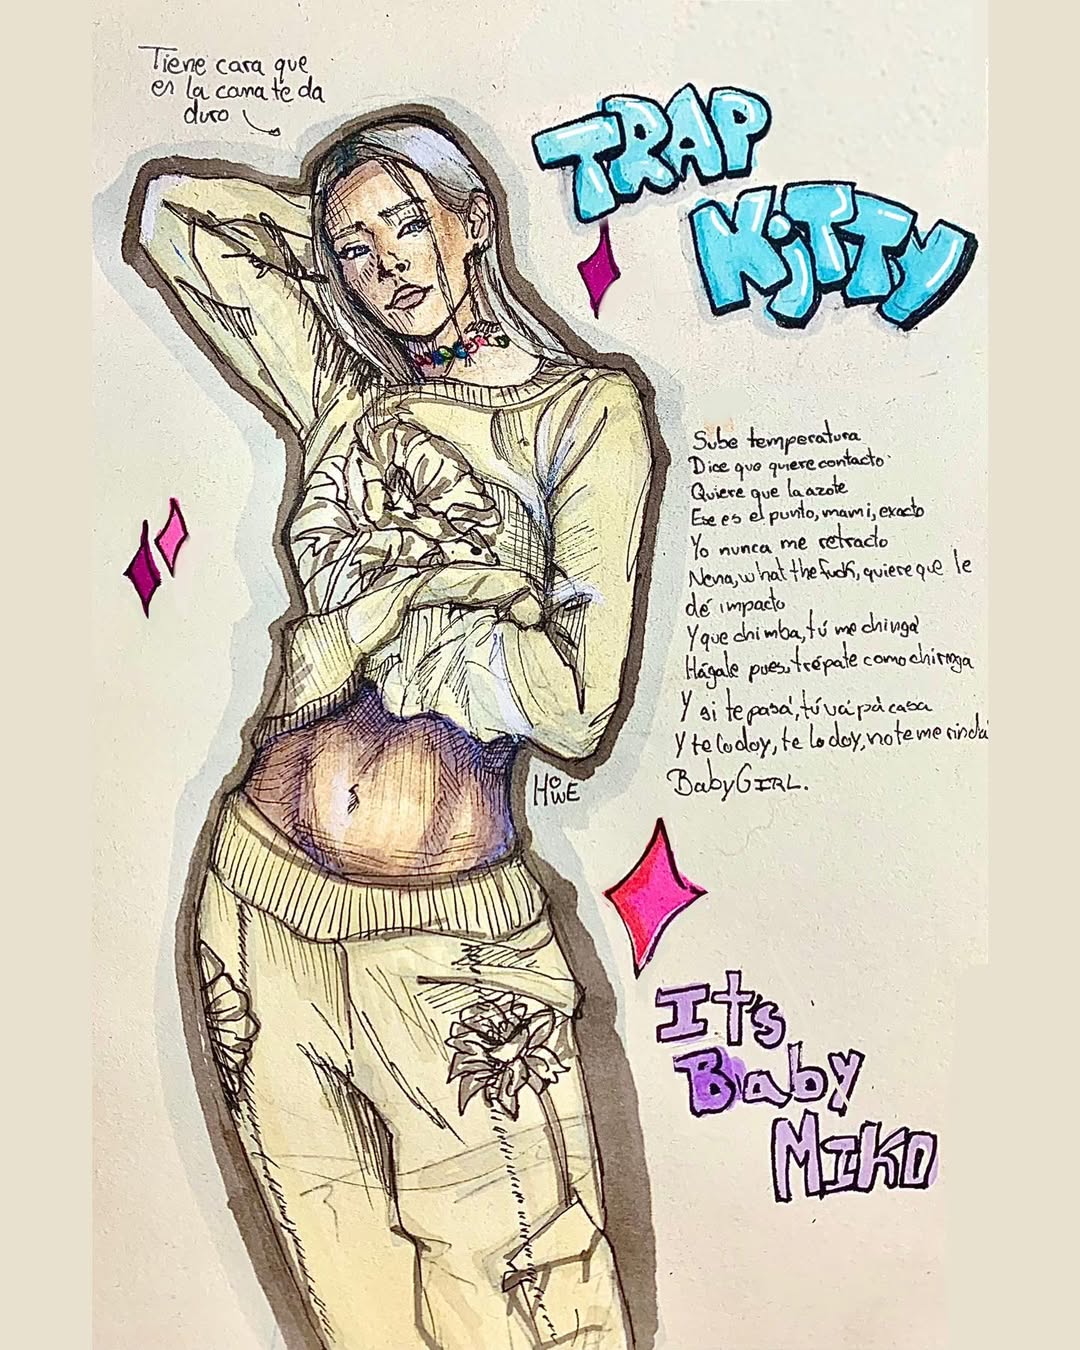 Tiene cara que
en la cama te da
duro
TRAP
KiTTY
Sube temperatura
Dice que quiere contacto
Quiere que la azote
Ese es el punto, mami, exacto
Yo nunca me retracto
Nena, what the fuck, quiere que le
dé impacto
Y que chimba, tú me chinga
Hágale pues, trépate como chiringa
Y si te pasá, tú vá pá casa
Y te lo doy, te lo doy, no te me rinda
BabyGIRL.
HOWE
It's
Baby
MIKO